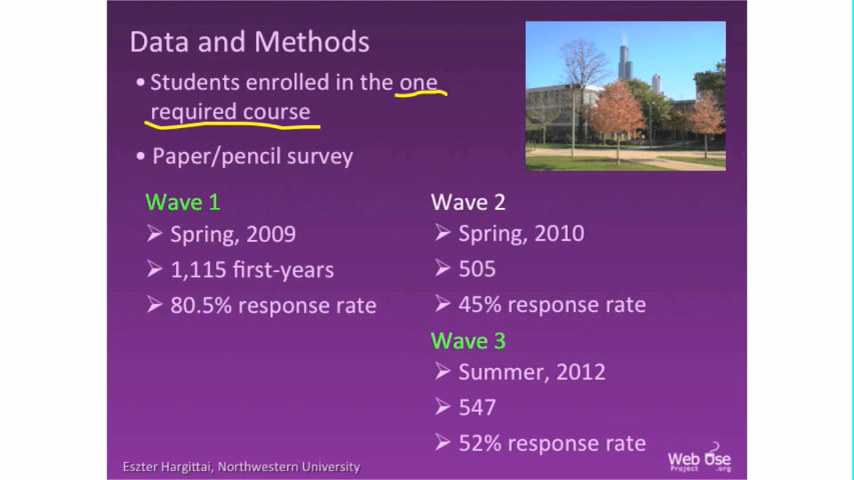 Data and Methods
• Students enrolled in the one
required course
• Paper/pencil survey
Wave 1
➢ Spring, 2009
➢ 1,115 first-years
➢ 80.5% response rate
Wave 2
➢ Spring, 2010
➢ 505
➢ 45% response rate
Wave 3
➢ Summer, 2012
➢ 547
➢ 52% response rate
Eszter Hargittai, Northwestern University
Web Use
Project .org